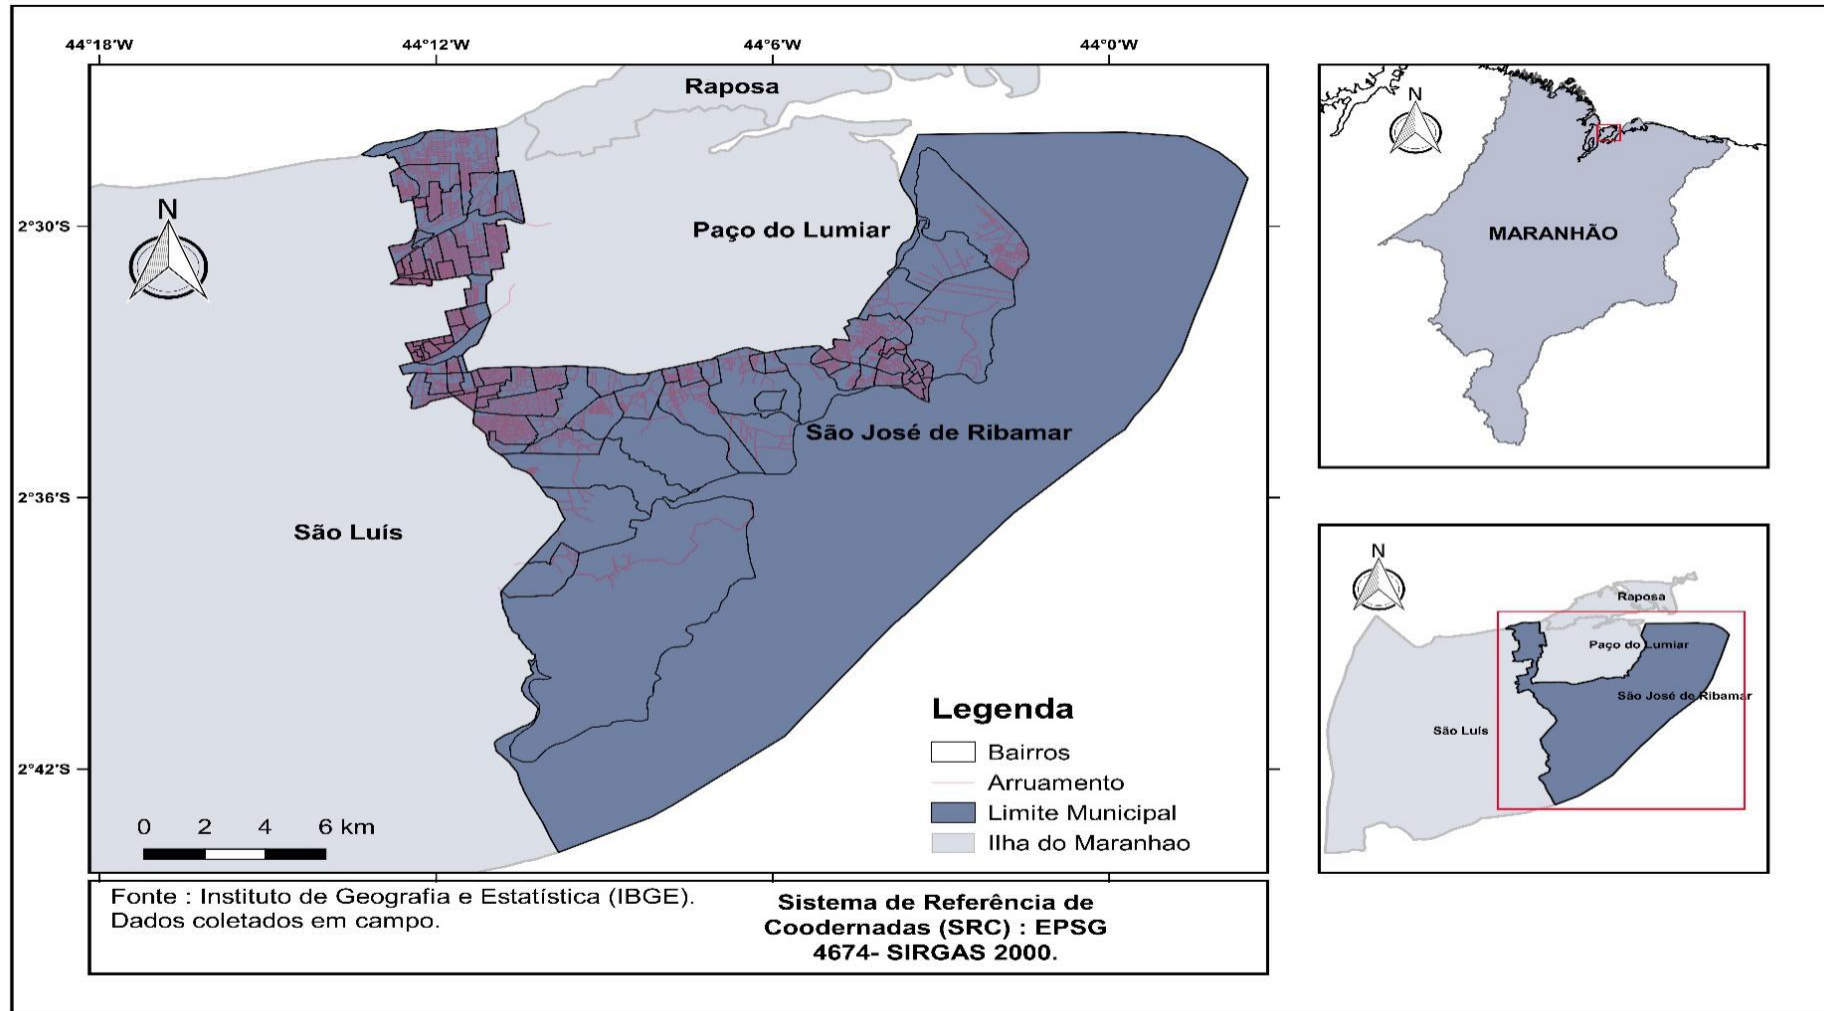 44°18'W
44°12'W
44°6'W
44°0'W
2°30'S
2°36'S
2°42'S
N
Raposa
Paço do Lumiar
São José de Ribamar
São Luís
Legenda
Bairros
Arruamento
Limite Municipal
Ilha do Maranhao
0 2 4 6 km
Fonte : Instituto de Geografia e Estatística (IBGE).
Dados coletados em campo.
Sistema de Referência de
Coodernadas (SRC) : EPSG
4674- SIRGAS 2000.
N
MARANHÃO
N
Raposa
Paço do Lumiar
São José de Ribamar
São Luís